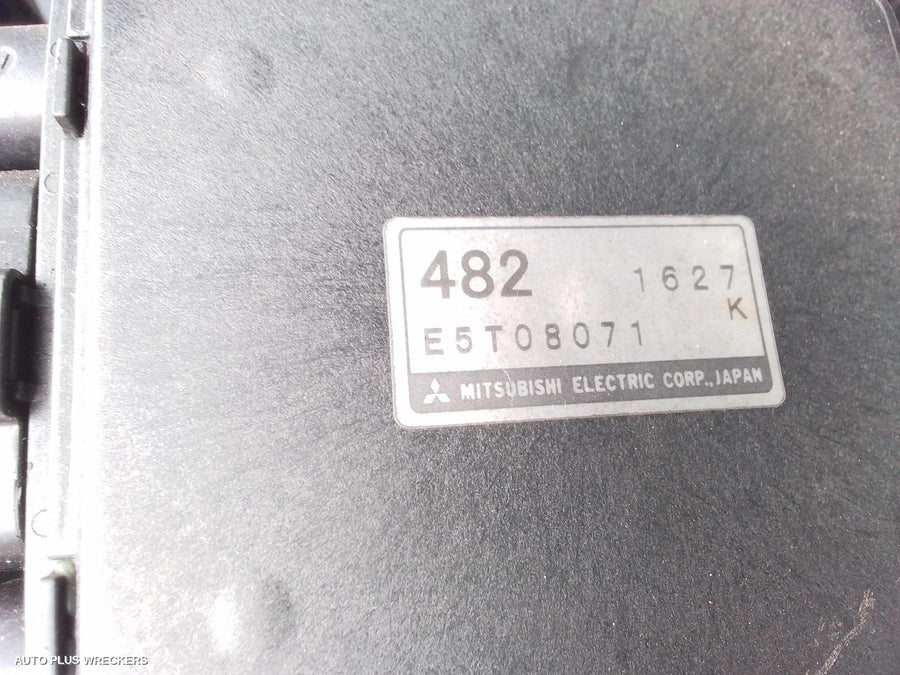 482 1627
K
E5T08071
MITSUBISHI ELECTRIC CORP., JAPAN
AUTO PLUS WRECKERS